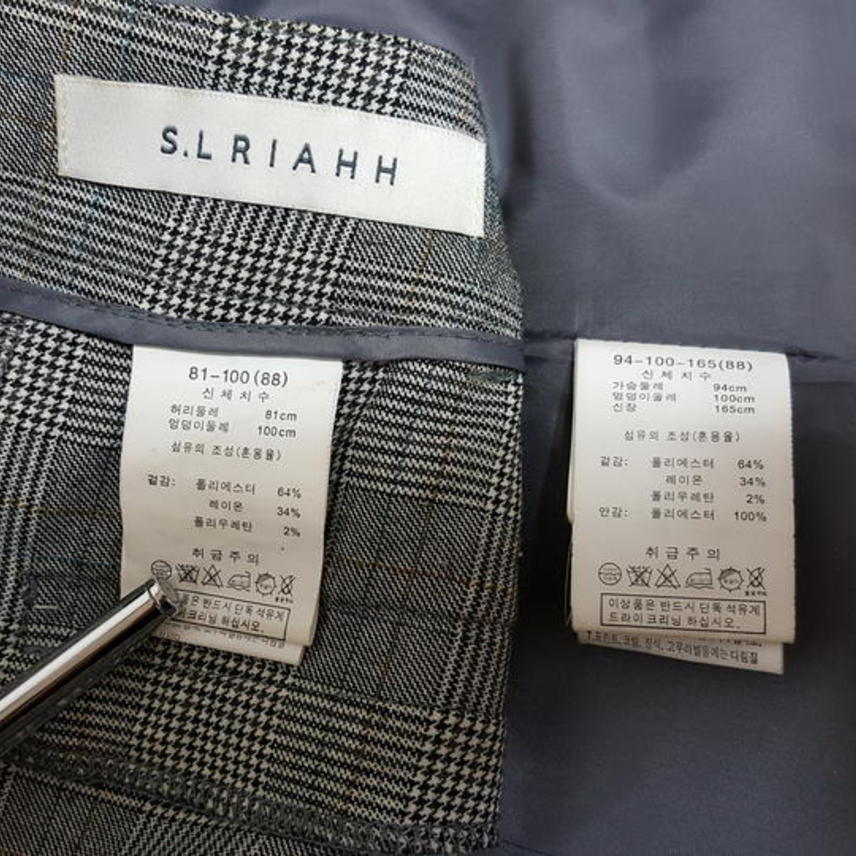 S.LRIAHH
81-100(88)
신체치수
허리둘레 81cm
엉덩이둘레 100cm
섬유의 조성(혼용율)
겉감: 폴리에스터 64%
레이온 34%
폴리우레탄 2%
취급주의
품은 반드시 단독 석유계
크리닝 하십시오.
94-100-165(88)
신체치수
가슴둘레 94cm
엉덩이둘레 100cm
신장 165cm
섬유의 조성(혼용율)
겉감: 폴리에스터 64%
레이온 34%
폴리우레탄 2%
안감: 폴리에스터 100%
취급주의
이상품은 반드시 단독 석유계
드라이크리닝 하십시오.